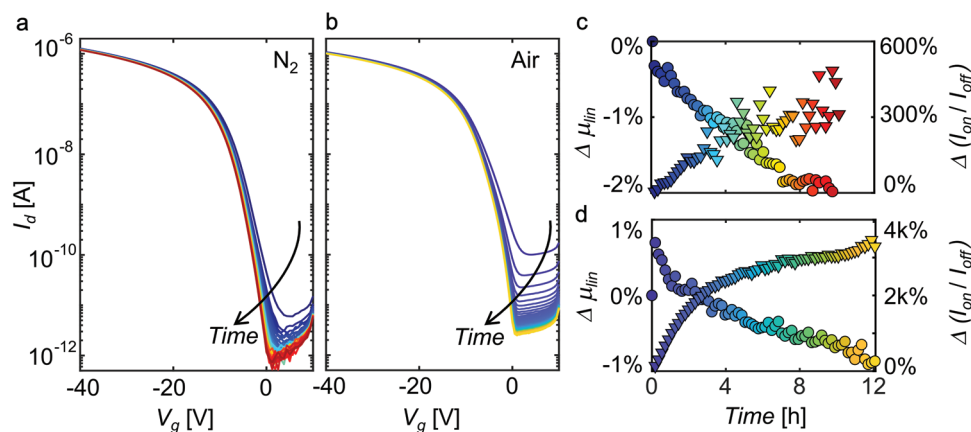 a
N₂
10⁻⁶
10⁻⁸
10⁻¹⁰
10⁻¹²
I_d [A]
Time
-40
-20
0
V_g [V]
b
Air
Time
-40
-20
0
V_g [V]
c
0%
-1%
-2%
Δ μ_lin
600%
300%
0%
Δ (I_on / I_off)
d
1%
0%
-1%
Δ μ_lin
4k%
2k%
0%
Δ (I_on / I_off)
0
4
8
12
Time [h]